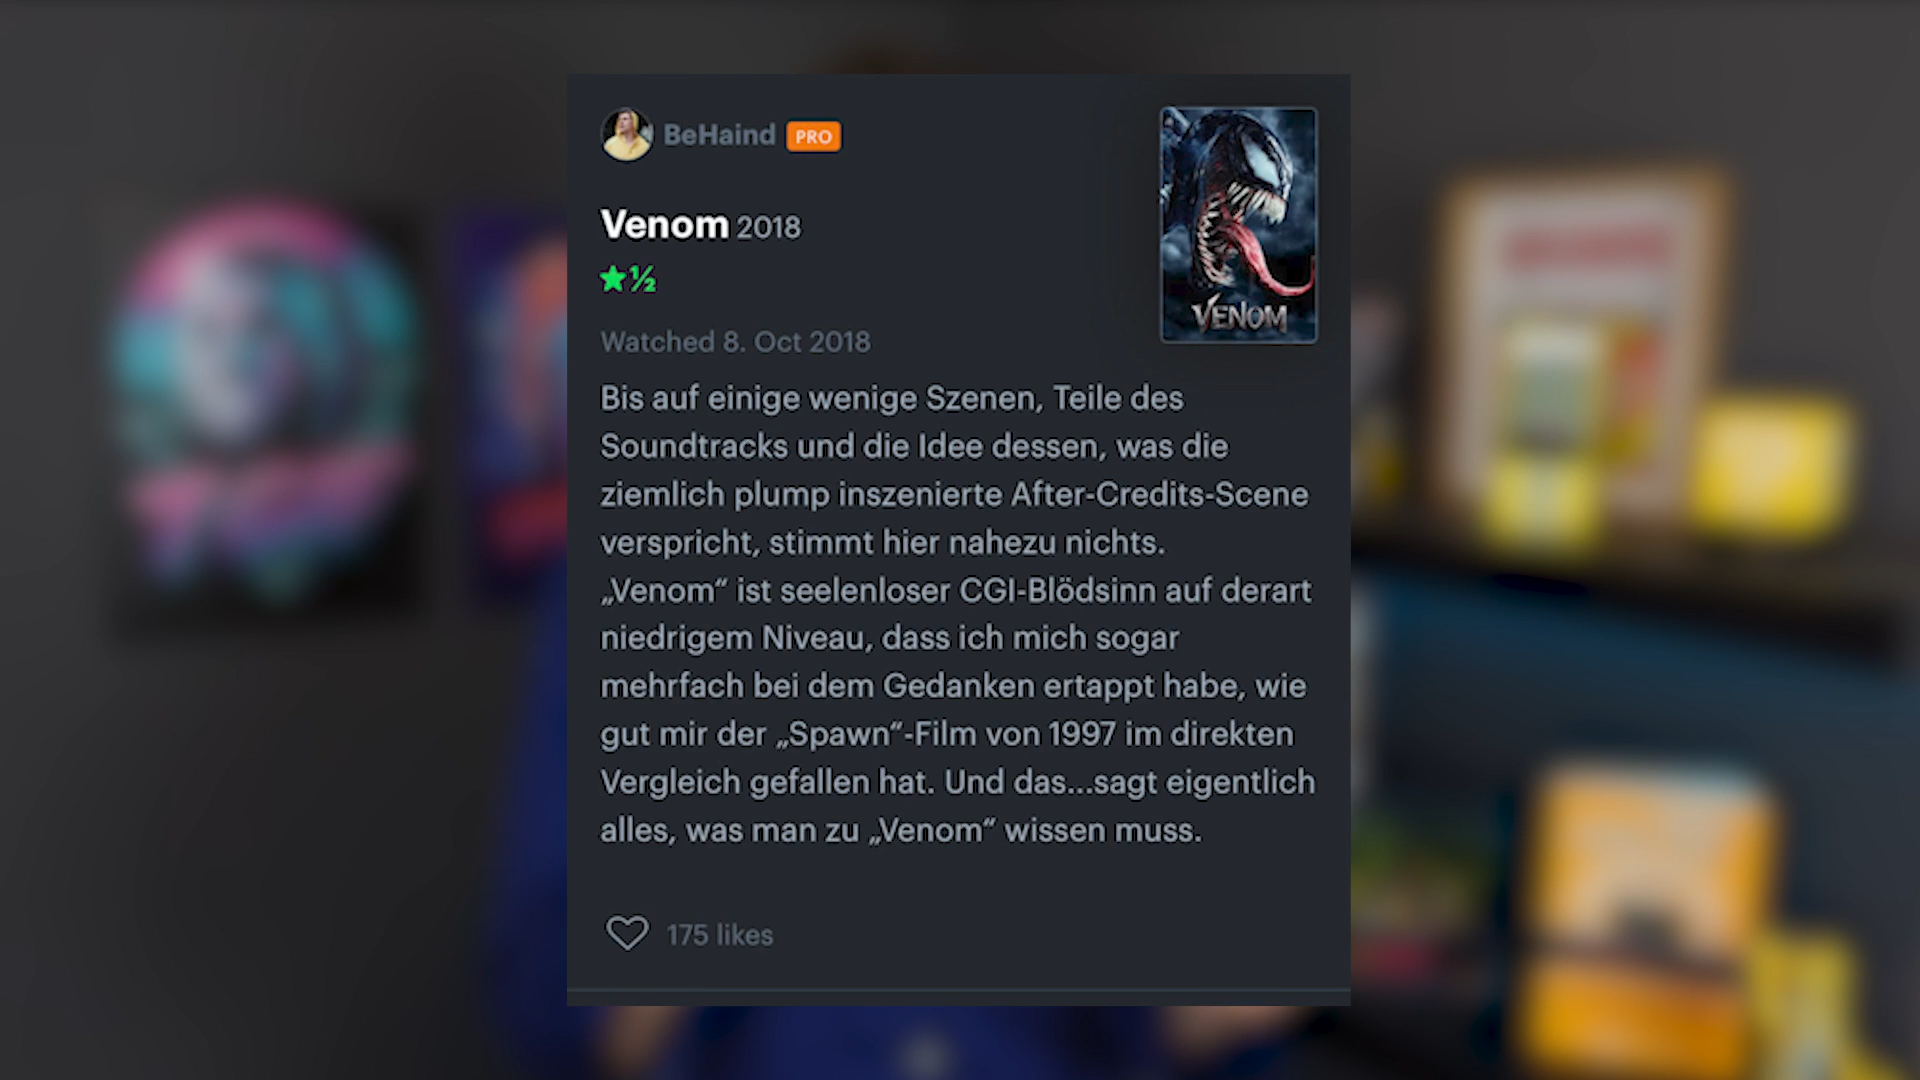 BeHaind PRO
Venom 2018
★½
Watched 8. Oct 2018
VENOM
Bis auf einige wenige Szenen, Teile des
Soundtracks und die Idee dessen, was die
ziemlich plump inszenierte After-Credits-Scene
verspricht, stimmt hier nahezu nichts.
„Venom“ ist seelenloser CGI-Blödsinn auf derart
niedrigem Niveau, dass ich mich sogar
mehrfach bei dem Gedanken ertappt habe, wie
gut mir der „Spawn“-Film von 1997 im direkten
Vergleich gefallen hat. Und das...sagt eigentlich
alles, was man zu „Venom“ wissen muss.
175 likes